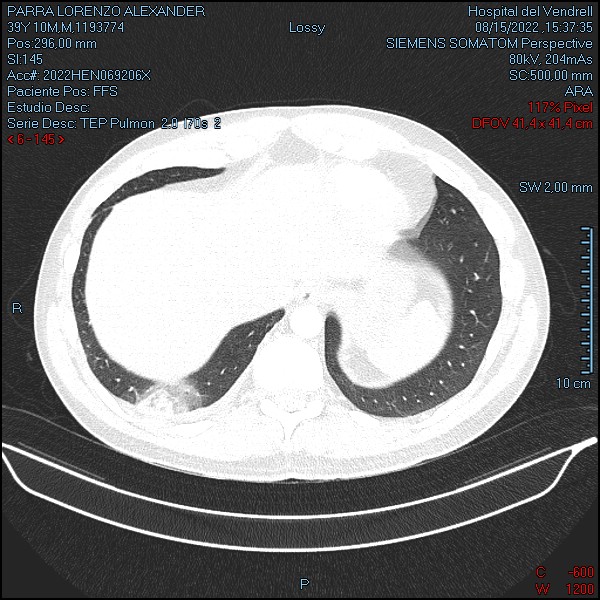 PARRA LORENZO ALEXANDER
39Y 10M,M,1193774
Pos:296.00 mm
SI:145
Acc#: 2022HEN069206X
Paciente Pos: FFS
Estudio Desc:
Serie Desc: TEP Pulmon 2.0 I70s 2
< 6 - 145 >
Lossy
Hospital del Vendrell
08/15/2022 ,15:37:35
SIEMENS SOMATOM Perspective
80kV, 204mAs
SC:500.00 mm
ARA
117% Pixel
DFOV 41,4 x 41,4 cm
SW 2,00 mm
R
10 cm
P
C -600
W 1200